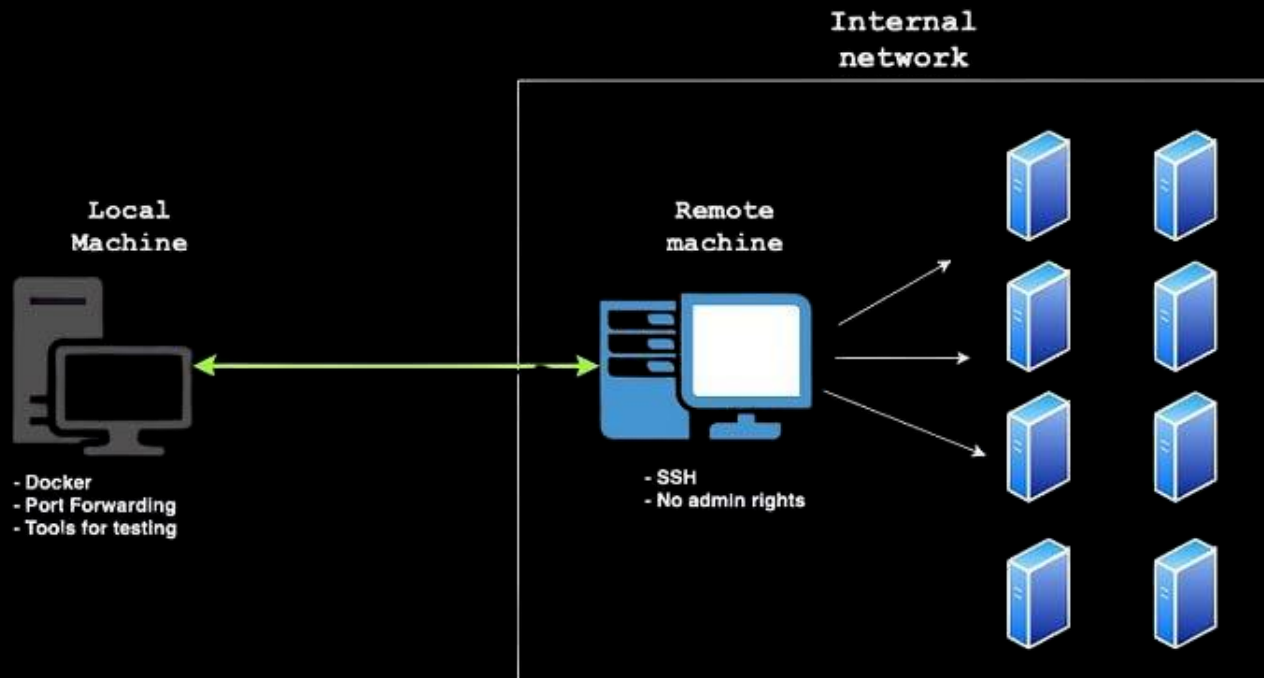 Internal
network
Local
Machine
Remote
machine
- Docker
- Port Forwarding
- Tools for testing
- SSH
- No admin rights